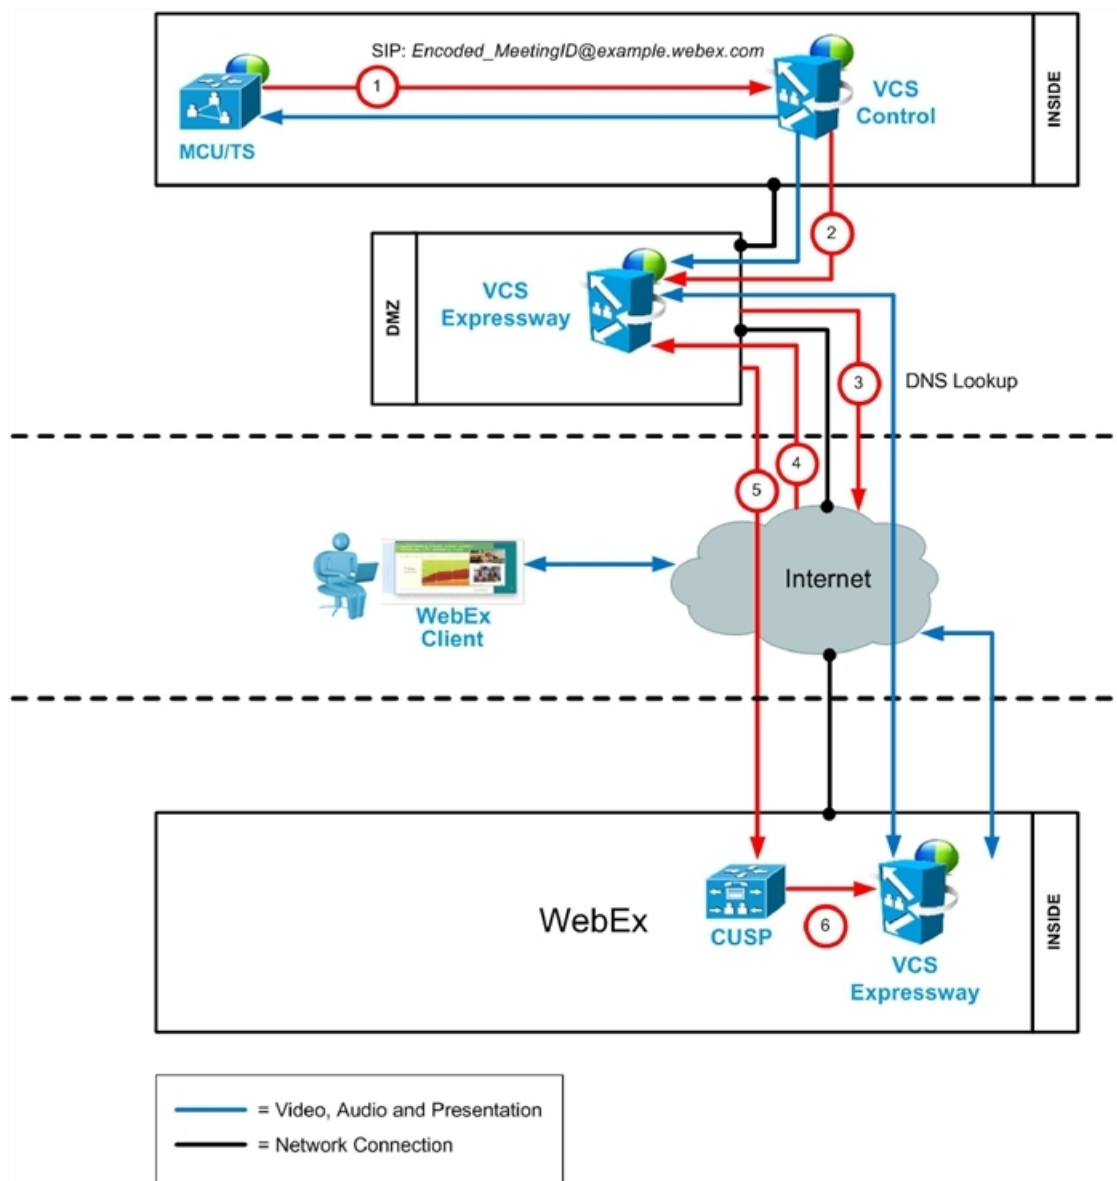 SIP: Encoded_MeetingID@example.webex.com
1
MCU/TS
VCS
Control
INSIDE
2
DMZ
VCS
Expressway
3
DNS Lookup
4
5
Internet
WebEx
Client
WebEx
CUSP
6
VCS
Expressway
INSIDE
= Video, Audio and Presentation
= Network Connection